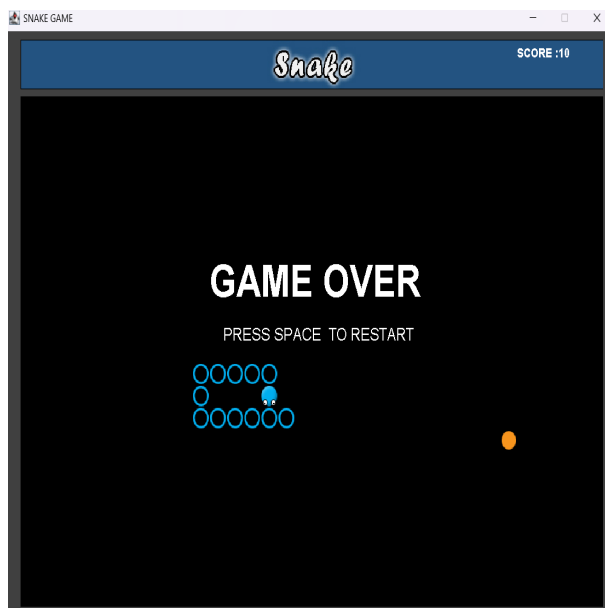 SNAKE GAME
Snake
SCORE :10
GAME OVER
PRESS SPACE  TO RESTART